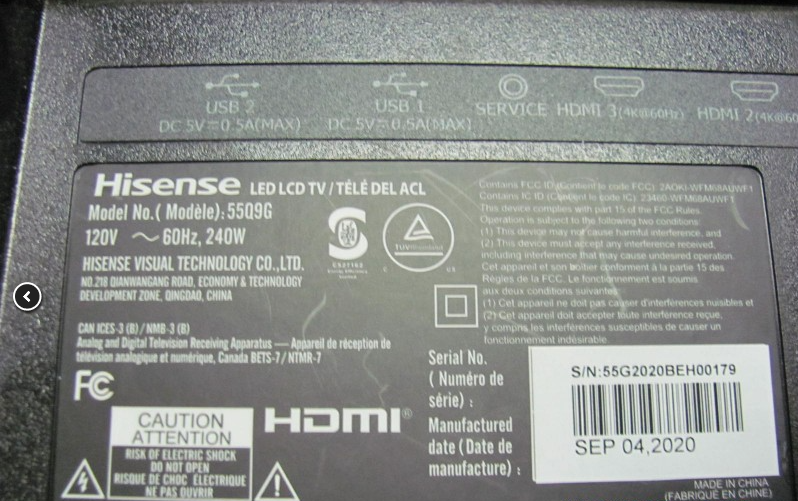 USB 2
DC 5V⎓0.5A(MAX)
USB 1
DC 5V⎓0.5A(MAX)
SERVICE
HDMI 3(4K@60Hz)
HDMI 2(4K@60
Hisense LED LCD TV / TÉLÉ DEL ACL
Model No.( Modèle): 55Q9G
120V ～ 60Hz, 240W
HISENSE VISUAL TECHNOLOGY CO.,LTD.
NO.218 QIANWANGANG ROAD, ECONOMY & TECHNOLOGY
DEVELOPMENT ZONE, QINGDAO, CHINA
CAN ICES-3 (B) / NMB-3 (B)
Analog and Digital Television Receiving Apparatus — Appareil de réception de
télévision analogique et numérique, Canada BETS-7 / NTMR-7
FC
CAUTION
ATTENTION
RISK OF ELECTRIC SHOCK
DO NOT OPEN
RISQUE DE CHOC ÉLECTRIQUE
NE PAS OUVRIR
HDMI®
TÜVRheinland
C US
Contains FCC ID (Contient le code FCC): 2AOKI-WFM68AUWF1
Contains IC ID (Contient le code IC): 23460-WFM68AUWF1
This device complies with part 15 of the FCC Rules.
Operation is subject to the following two conditions:
(1) This device may not cause harmful interference, and
(2) This device must accept any interference received,
including interference that may cause undesired operation.
Cet appareil et son boîtier conforment à la partie 15 des
Règles de la FCC. Le fonctionnement est soumis
aux deux conditions suivantes:
(1) Cet appareil ne doit pas causer d'interférences nuisibles et
(2) Cet appareil doit accepter toute interférence reçue,
y compris les interférences susceptibles de causer un
fonctionnement indésirable.
Serial No.
( Numéro de
série) :
S/N:55G2020BEH00179
Manufactured
date (Date de
manufacture) :
SEP 04,2020
MADE IN CHINA
(FABRIQUÉ EN CHINE)